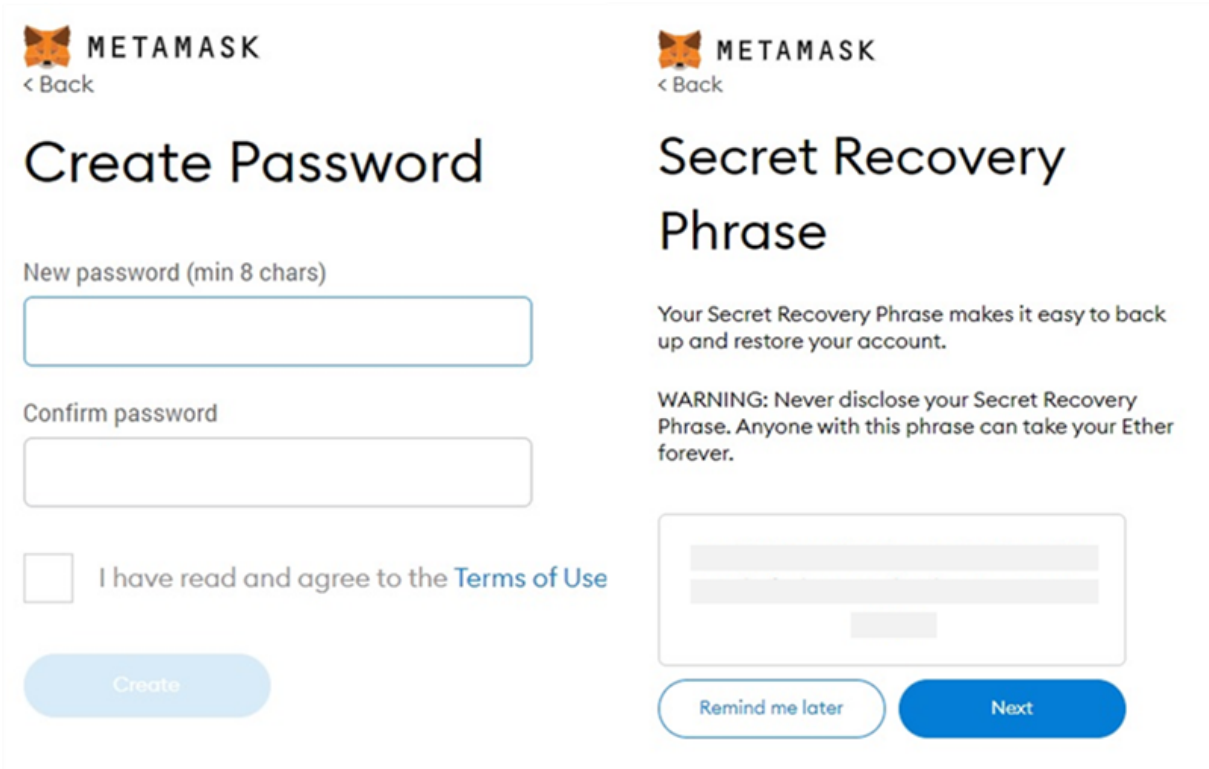 METAMASK
< Back
Create Password
New password (min 8 chars)
Confirm password
I have read and agree to the Terms of Use
Create
METAMASK
< Back
Secret Recovery
Phrase
Your Secret Recovery Phrase makes it easy to back
up and restore your account.
WARNING: Never disclose your Secret Recovery
Phrase. Anyone with this phrase can take your Ether
forever.
Remind me later
Next